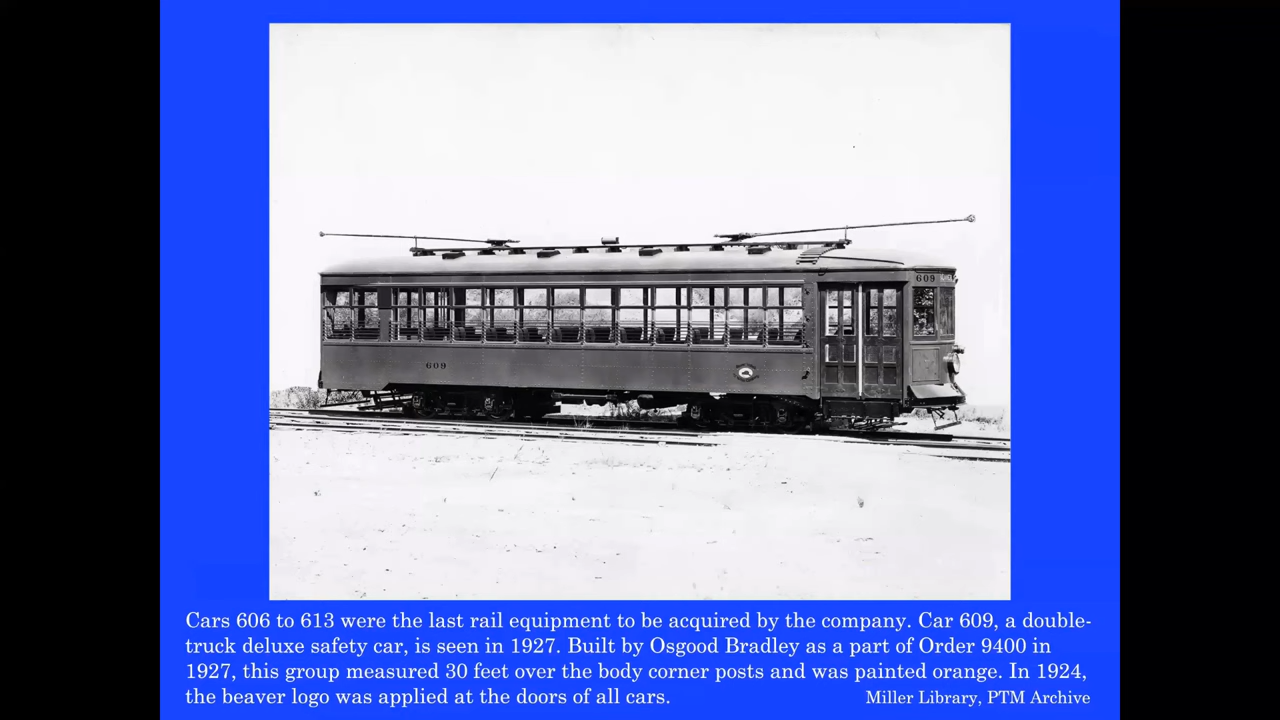 609
609
Cars 606 to 613 were the last rail equipment to be acquired by the company. Car 609, a double-
truck deluxe safety car, is seen in 1927. Built by Osgood Bradley as a part of Order 9400 in
1927, this group measured 30 feet over the body corner posts and was painted orange. In 1924,
the beaver logo was applied at the doors of all cars. Miller Library, PTM Archive